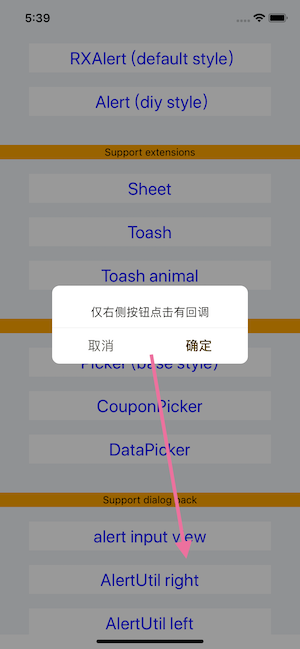 5:39
RXAlert (default style)
Alert (diy style)
Support extensions
Sheet
Toash
Toash animal
仅右侧按钮点击有回调
取消 确定
Picker (base style)
CouponPicker
DataPicker
Support dialog back
alert input view
AlertUtil right
AlertUtil left